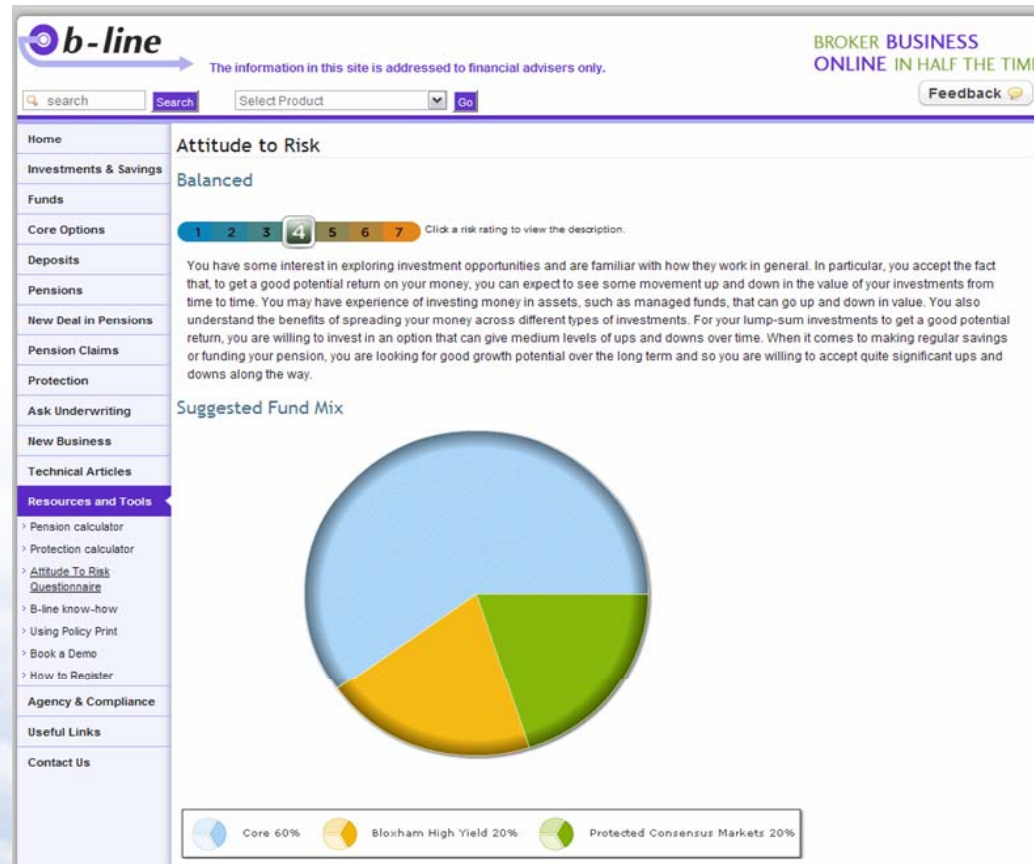 b-line
The information in this site is addressed to financial advisers only.
BROKER BUSINESS
ONLINE IN HALF THE TIME
search
Search
Select Product
Go
Feedback
Home
Investments & Savings
Funds
Core Options
Deposits
Pensions
New Deal in Pensions
Pension Claims
Protection
Ask Underwriting
New Business
Technical Articles
Resources and Tools
Pension calculator
Protection calculator
Attitude To Risk
Questionnaire
B-line know-how
Using Policy Print
Book a Demo
How to Register
Agency & Compliance
Useful Links
Contact Us
Attitude to Risk
Balanced
1 2 3 4 5 6 7 Click a risk rating to view the description.
You have some interest in exploring investment opportunities and are familiar with how they work in general. In particular, you accept the fact
that, to get a good potential return on your money, you can expect to see some movement up and down in the value of your investments from
time to time. You may have experience of investing money in assets, such as managed funds, that can go up and down in value. You also
understand the benefits of spreading your money across different types of investments. For your lump-sum investments to get a good potential
return, you are willing to invest in an option that can give medium levels of ups and downs over time. When it comes to making regular savings
or funding your pension, you are looking for good growth potential over the long term and so you are willing to accept quite significant ups and
downs along the way.
Suggested Fund Mix
Core 60% Bloxham High Yield 20% Protected Consensus Markets 20%